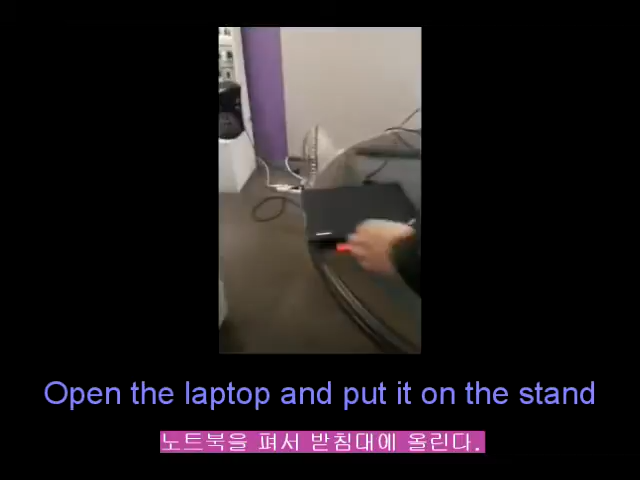 Open the laptop and put it on the stand
노트북을 펴서 받침대에 올린다.